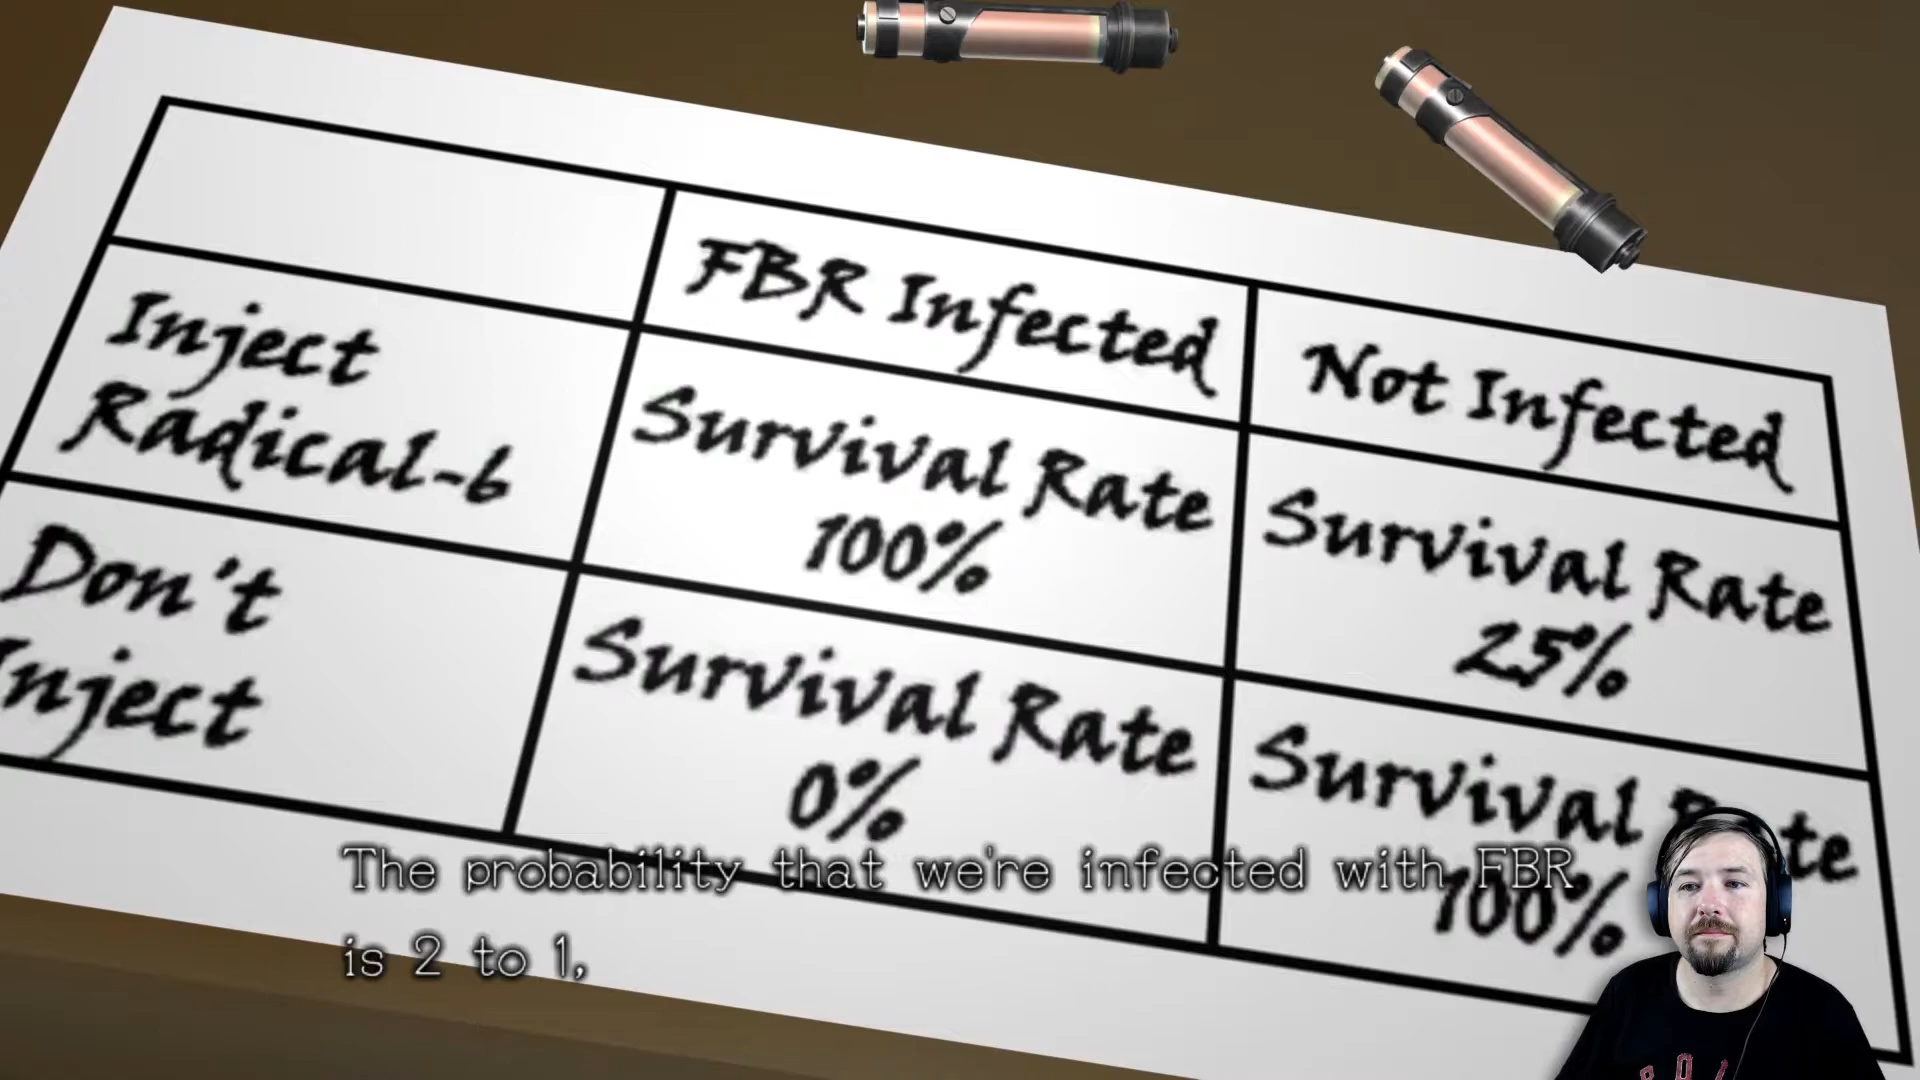 FBR Infected
Not Infected
Inject
Radical-6
Survival Rate
100%
Survival Rate
25%
Don't
Inject
Survival Rate
0%
Survival Rate
100%
The probability that we're infected with FBR
is 2 to 1,